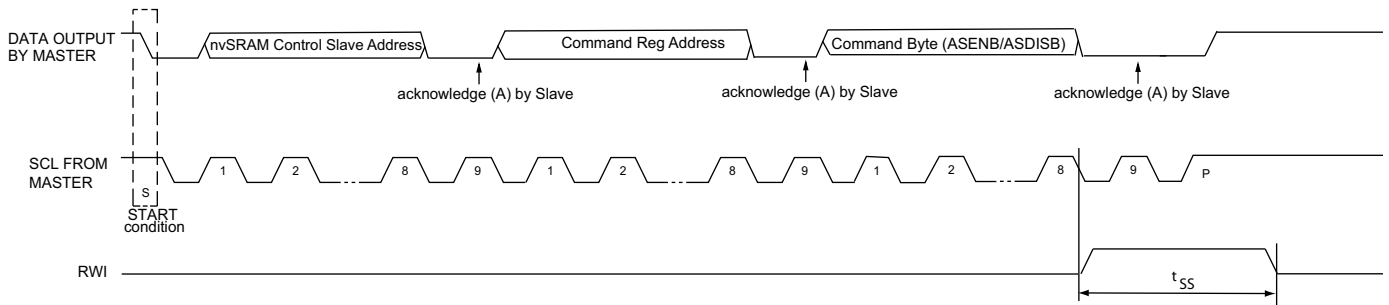 DATA OUTPUT
BY MASTER
nvSRAM Control Slave Address
Command Reg Address
Command Byte (ASENB/ASDISB)
acknowledge (A) by Slave
acknowledge (A) by Slave
acknowledge (A) by Slave
SCL FROM
MASTER
1 2 8 9 1 2 8 9 1 2 8 9 P
S
START
condition
RWI
tSS